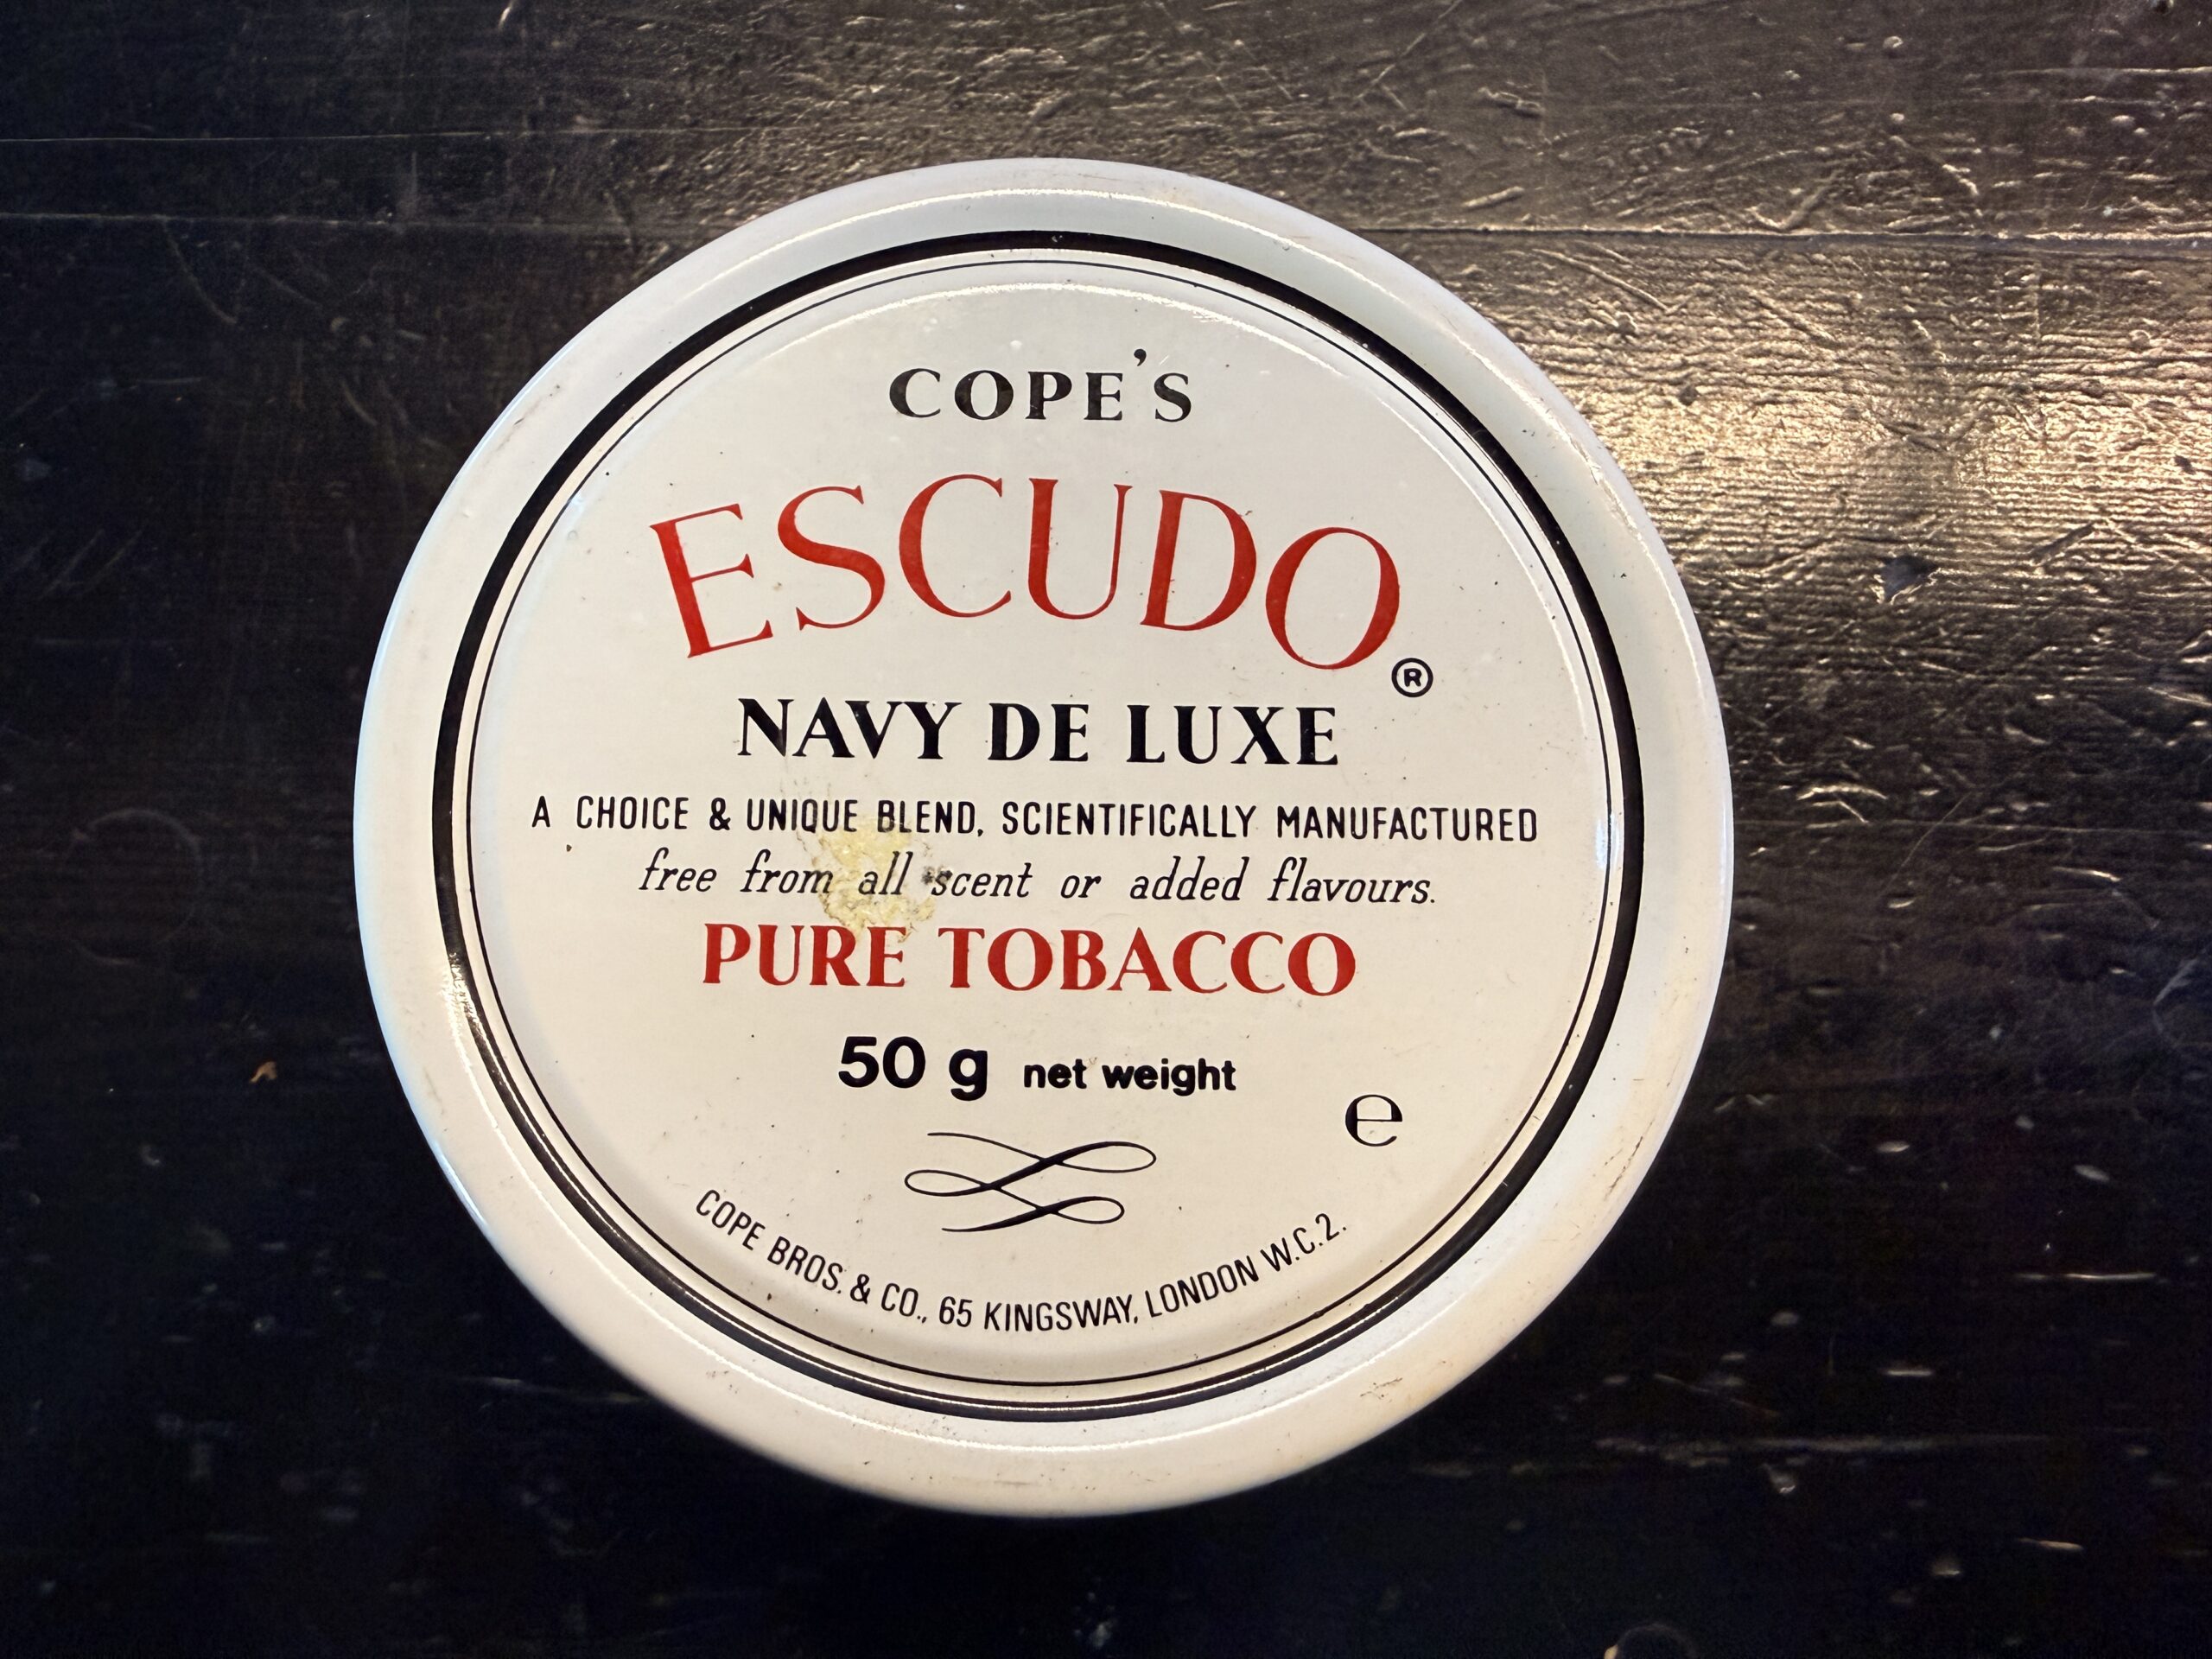 COPE'S
ESCUDO®
NAVY DE LUXE
A CHOICE & UNIQUE BLEND, SCIENTIFICALLY MANUFACTURED
free from all scent or added flavours.
PURE TOBACCO
50 g net weight
℮
COPE BROS. & CO., 65 KINGSWAY, LONDON W.C.2.